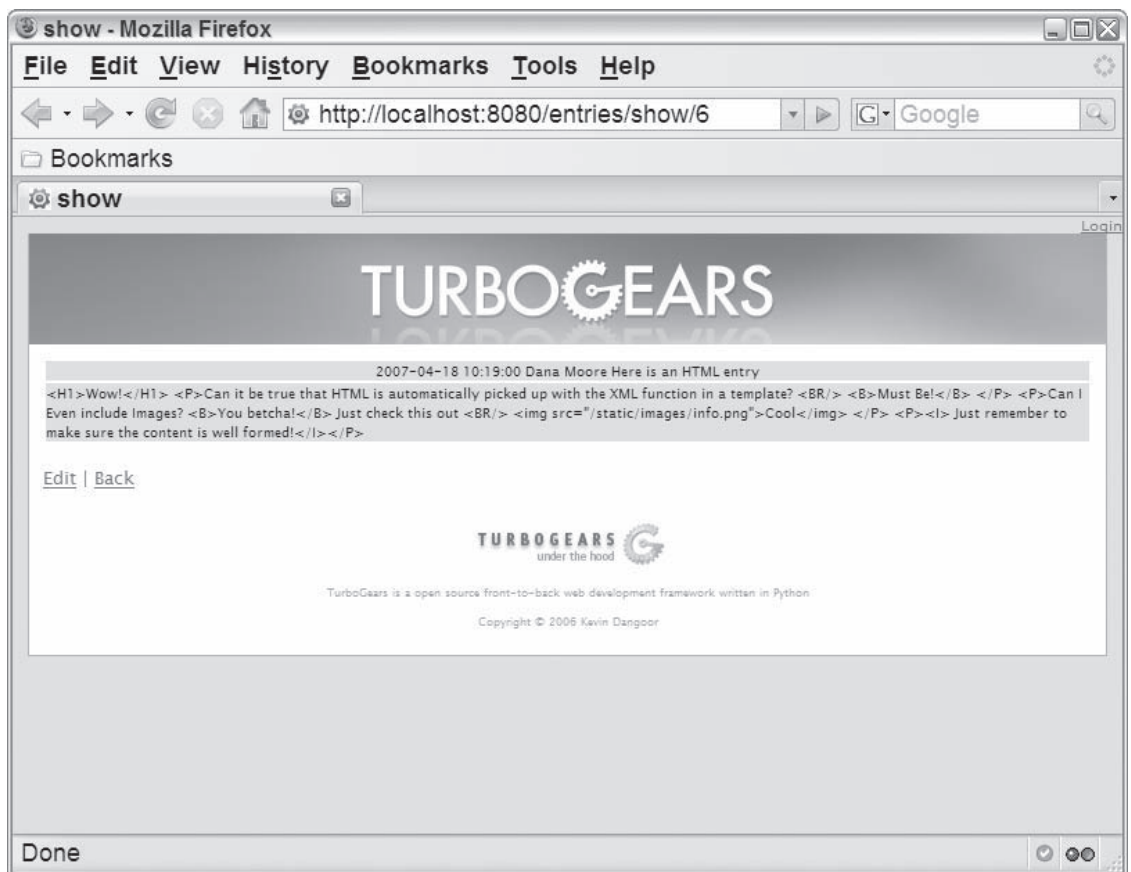 show - Mozilla Firefox
File Edit View History Bookmarks Tools Help
http://localhost:8080/entries/show/6 G Google
Bookmarks
show
Login
TURBOGEARS
2007-04-18 10:19:00 Dana Moore Here is an HTML entry
<H1>Wow!</H1> <P>Can it be true that HTML is automatically picked up with the XML function in a template? <BR/> <B>Must Be!</B> </P> <P>Can I
Even include Images? <B>You betcha!</B> Just check this out <BR/> <img src="/static/images/info.png">Cool</img> </P> <P><I> Just remember to
make sure the content is well formed!</I></P>
Edit | Back
TURBOGEARS
under the hood
TurboGears is a open source front-to-back web development framework written in Python
Copyright © 2006 Kevin Dangoor
Done